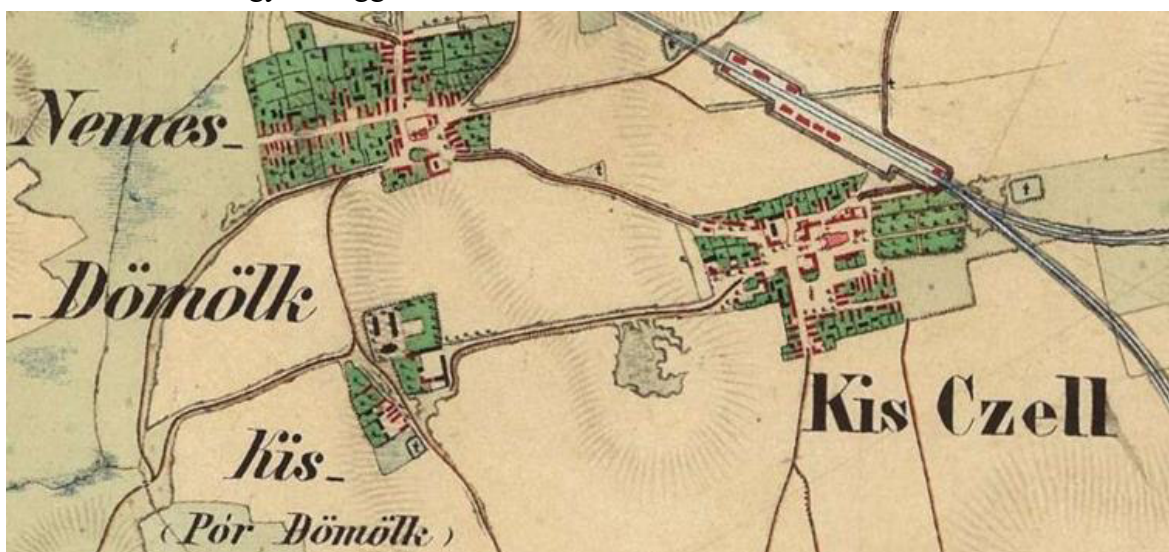 Nemes_
_Dömölk
Kis Czell
Kis_
(Pór Dömölk)